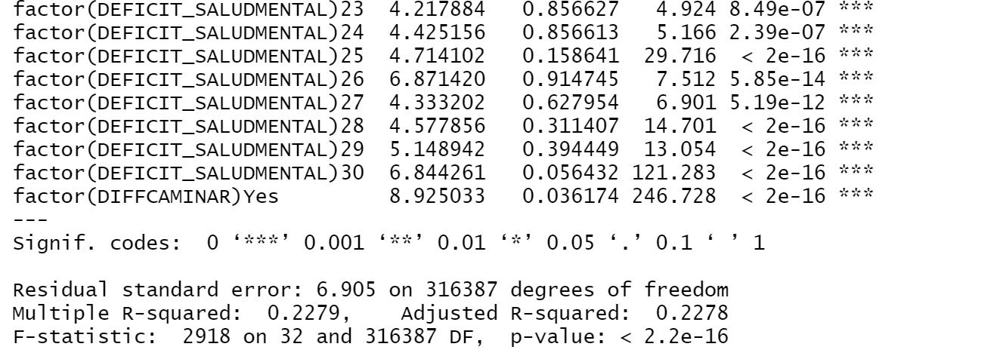 factor(DEFICIT_SALUDMENTAL)23  4.217884   0.856627   4.924 8.49e-07 ***
factor(DEFICIT_SALUDMENTAL)24  4.425156   0.856613   5.166 2.39e-07 ***
factor(DEFICIT_SALUDMENTAL)25  4.714102   0.158641  29.716  < 2e-16 ***
factor(DEFICIT_SALUDMENTAL)26  6.871420   0.914745   7.512 5.85e-14 ***
factor(DEFICIT_SALUDMENTAL)27  4.333202   0.627954   6.901 5.19e-12 ***
factor(DEFICIT_SALUDMENTAL)28  4.577856   0.311407  14.701  < 2e-16 ***
factor(DEFICIT_SALUDMENTAL)29  5.148942   0.394449  13.054  < 2e-16 ***
factor(DEFICIT_SALUDMENTAL)30  6.844261   0.056432 121.283  < 2e-16 ***
factor(DIFFCAMINAR)Yes         8.925033   0.036174 246.728  < 2e-16 ***
---
Signif. codes:  0 ‘***’ 0.001 ‘**’ 0.01 ‘*’ 0.05 ‘.’ 0.1 ‘ ’ 1
Residual standard error: 6.905 on 316387 degrees of freedom
Multiple R-squared:  0.2279,    Adjusted R-squared:  0.2278
F-statistic:  2918 on 32 and 316387 DF,  p-value: < 2.2e-16